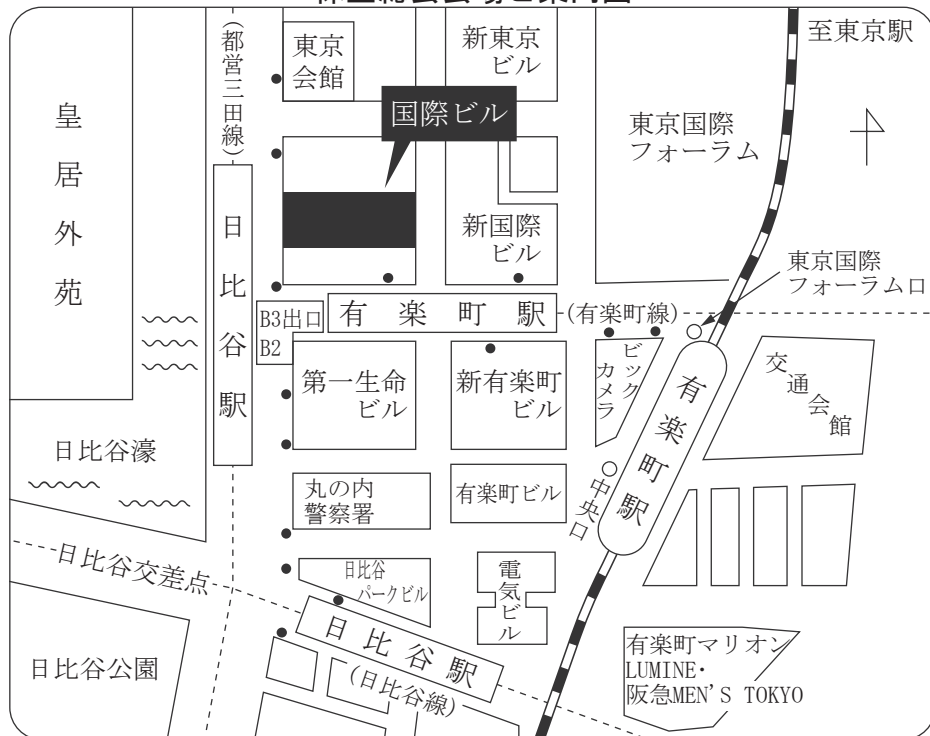 至東京駅
(都営三田線)
東京
会館
新東京
ビル
国際ビル
東京国際
フォーラム
皇居外苑
日比谷駅
新国際
ビル
東京国際
フォーラム口
B3出口
B2
有楽町駅
(有楽町線)
第一生命
ビル
新有楽町
ビル
ビック
カメラ
有楽町駅
交通会館
日比谷濠
丸の内
警察署
有楽町ビル
中央口
日比谷交差点
日比谷
パークビル
電気ビル
日比谷駅
(日比谷線)
日比谷公園
有楽町マリオン
LUMINE・
阪急MEN'S TOKYO